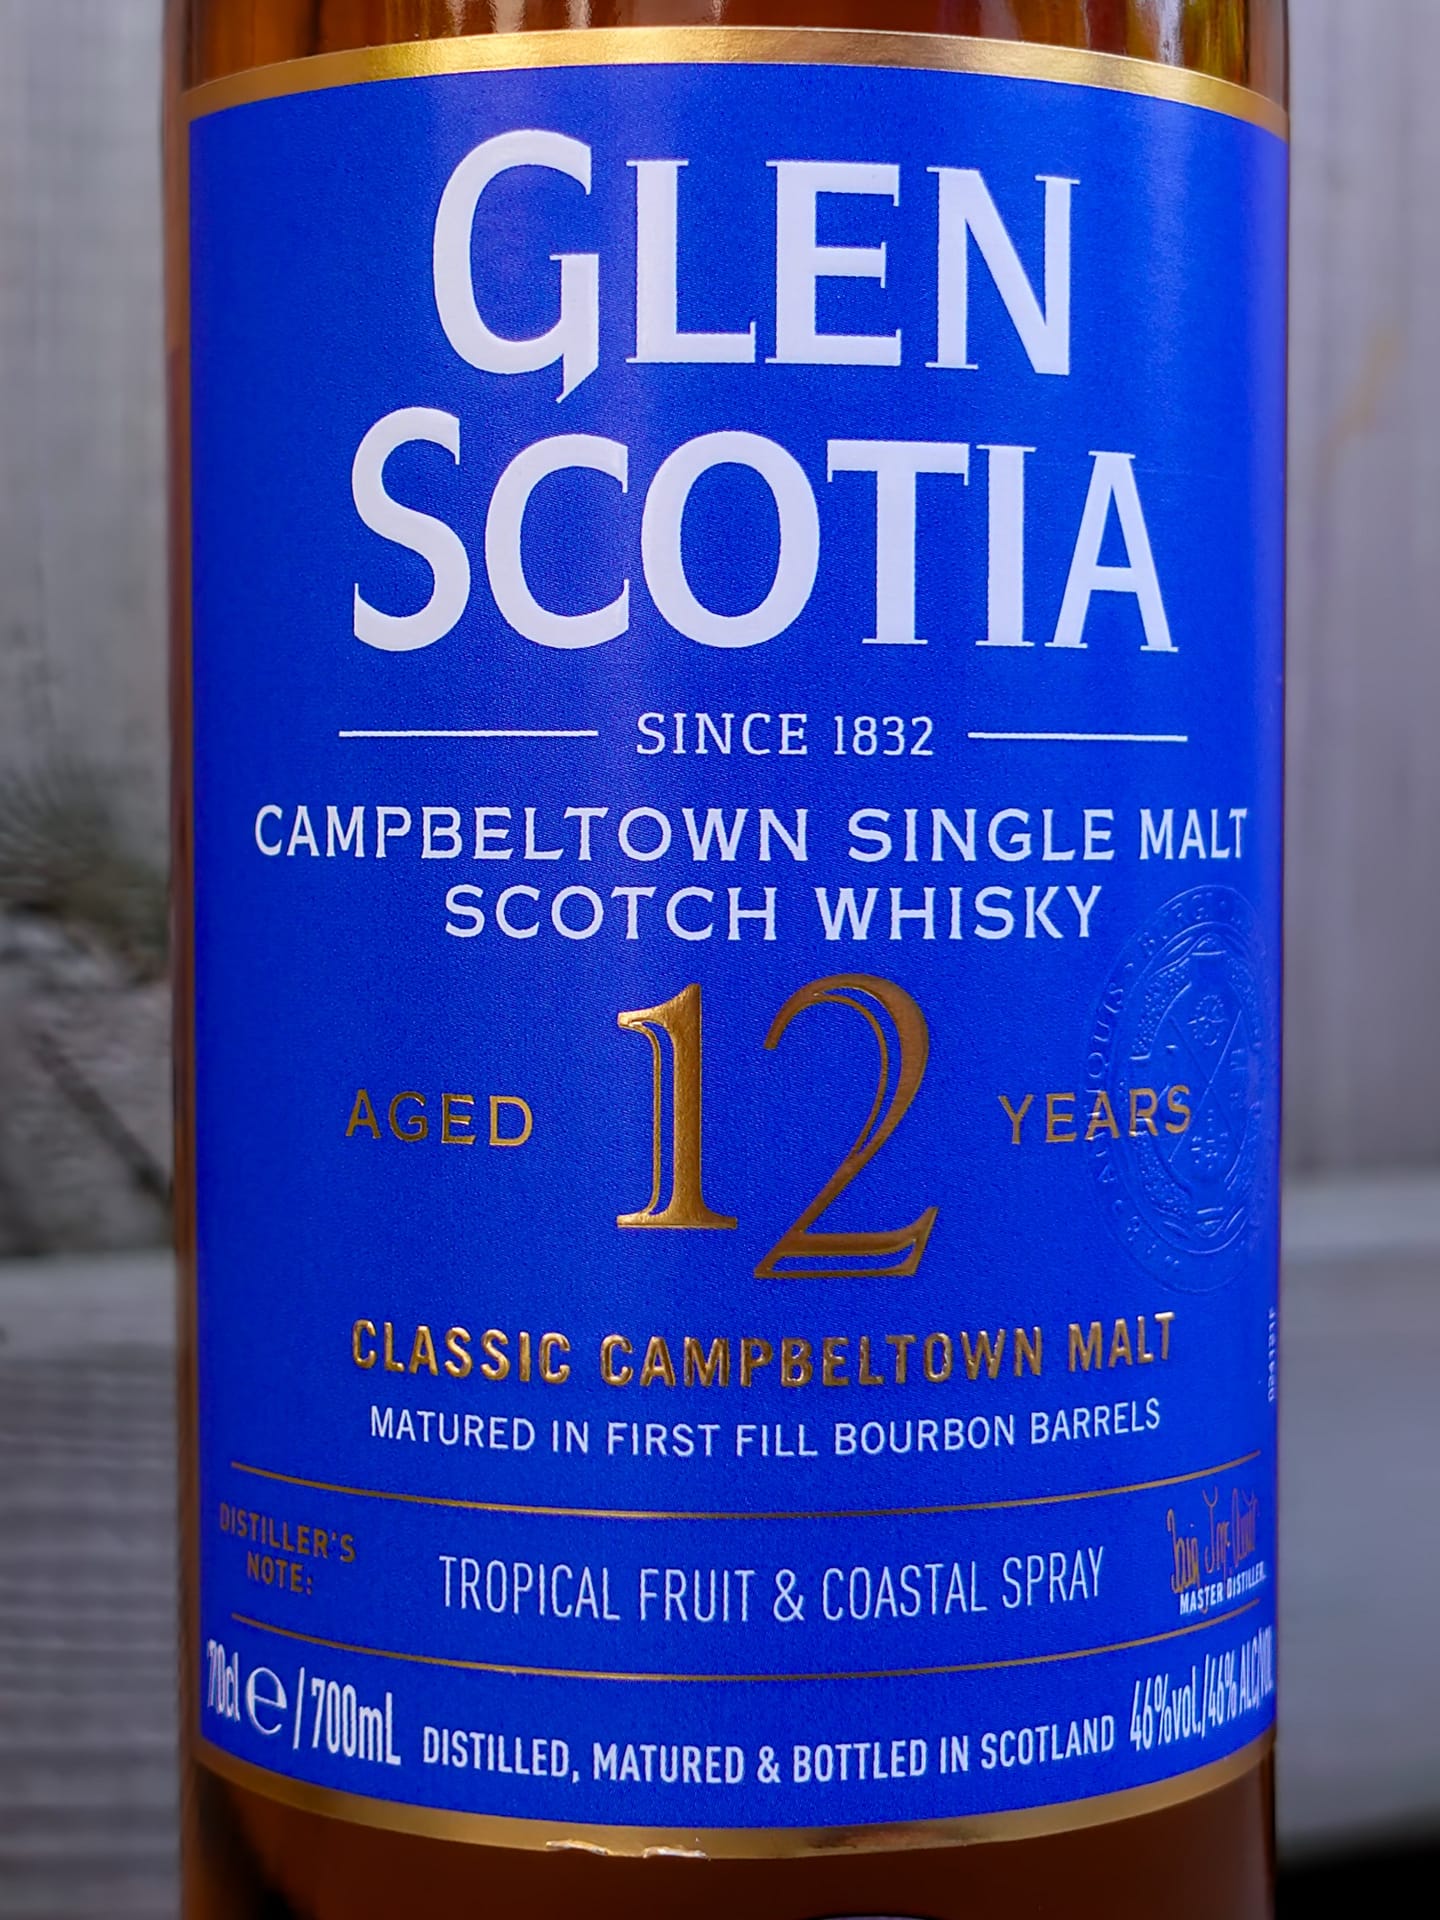 GLEN
SCOTIA
SINCE 1832
CAMPBELTOWN SINGLE MALT
SCOTCH WHISKY
AGED 12 YEARS
CLASSIC CAMPBELTOWN MALT
MATURED IN FIRST FILL BOURBON BARRELS
DISTILLER'S
NOTE:
TROPICAL FRUIT & COASTAL SPRAY
MASTER DISTILLER
70cl e / 700mL DISTILLED, MATURED & BOTTLED IN SCOTLAND 46%vol./46% ALC/VOL